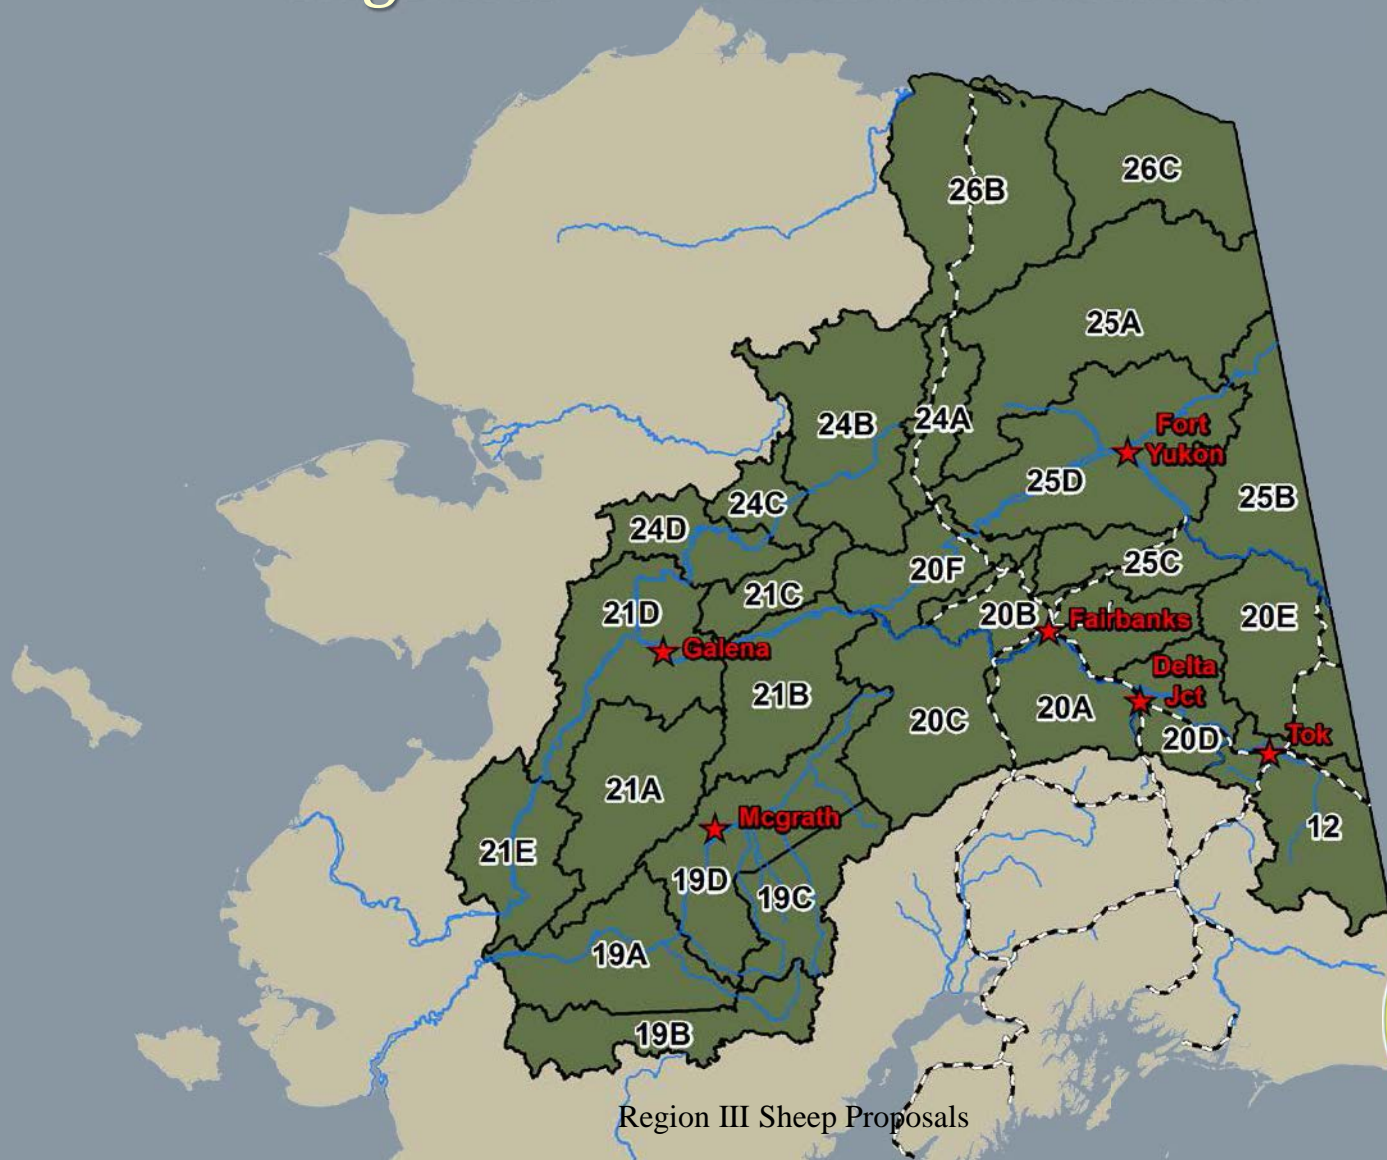 26B
26C
25A
24B
24A
Fort
Yukon
25D
25B
24C
24D
25C
20F
21C
21D
20B
Fairbanks
20E
Galena
Delta
Jct
21B
20A
20C
20D
Tok
21A
Mcgrath
12
21E
19D
19C
19A
19B
Region III Sheep Proposals